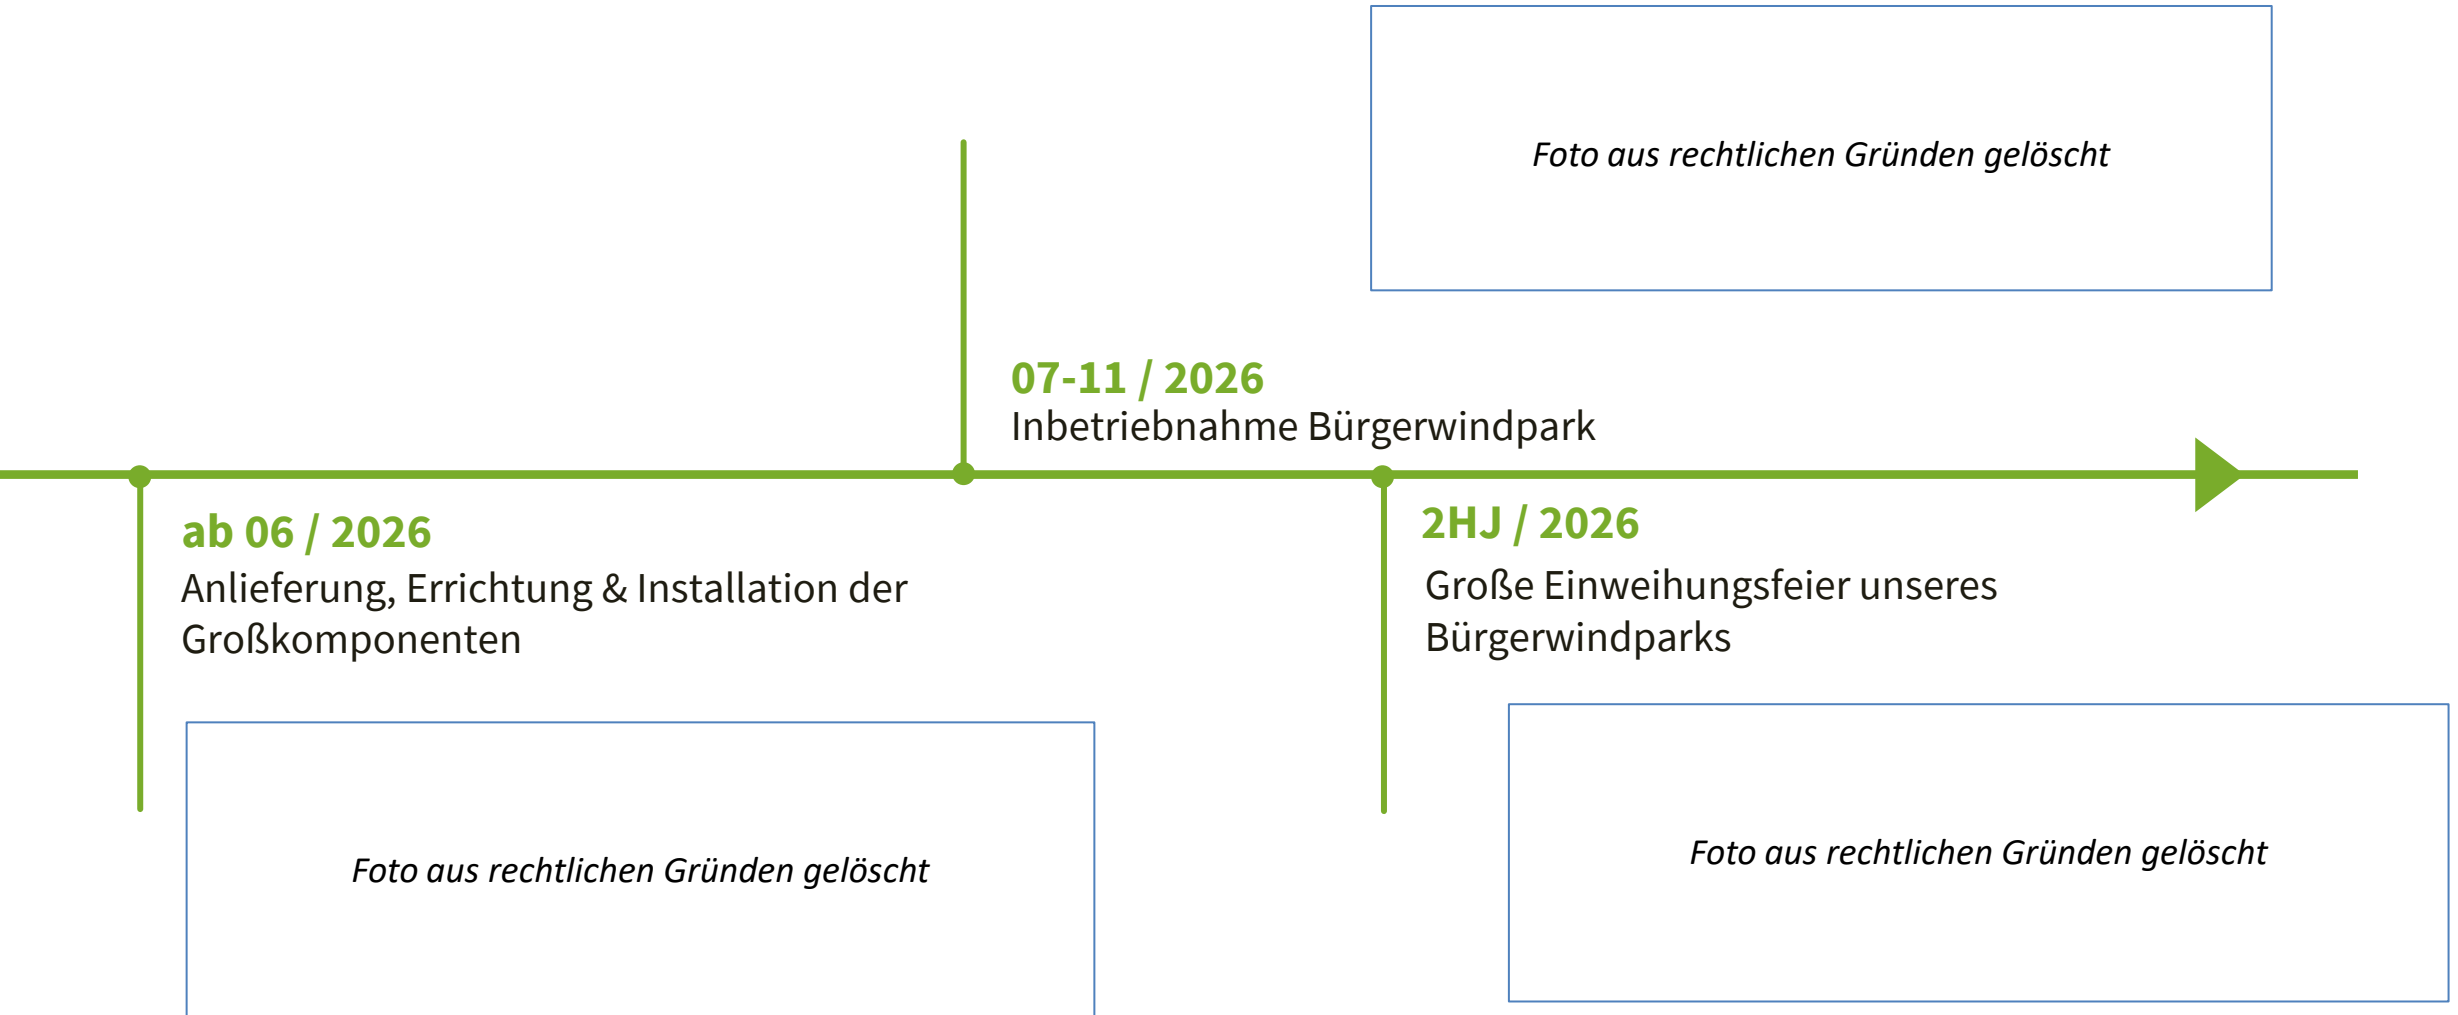 Foto aus rechtlichen Gründen gelöscht
07-11 / 2026
Inbetriebnahme Bürgerwindpark
ab 06 / 2026
Anlieferung, Errichtung & Installation der
Großkomponenten
2HJ / 2026
Große Einweihungsfeier unseres
Bürgerwindparks
Foto aus rechtlichen Gründen gelöscht
Foto aus rechtlichen Gründen gelöscht